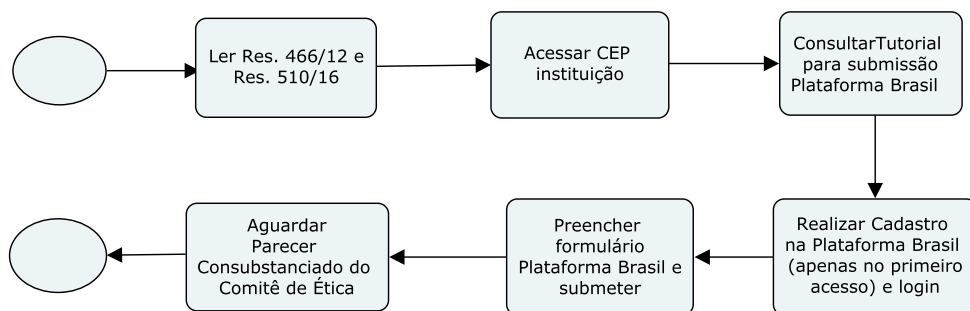 Ler Res. 466/12 e
Res. 510/16
Acessar CEP
instituição
ConsultarTutorial
para submissão
Plataforma Brasil
Realizar Cadastro
na Plataforma Brasil
(apenas no primeiro
acesso) e login
Preencher
formulário
Plataforma Brasil e
submeter
Aguardar
Parecer
Consubstanciado do
Comitê de Ética